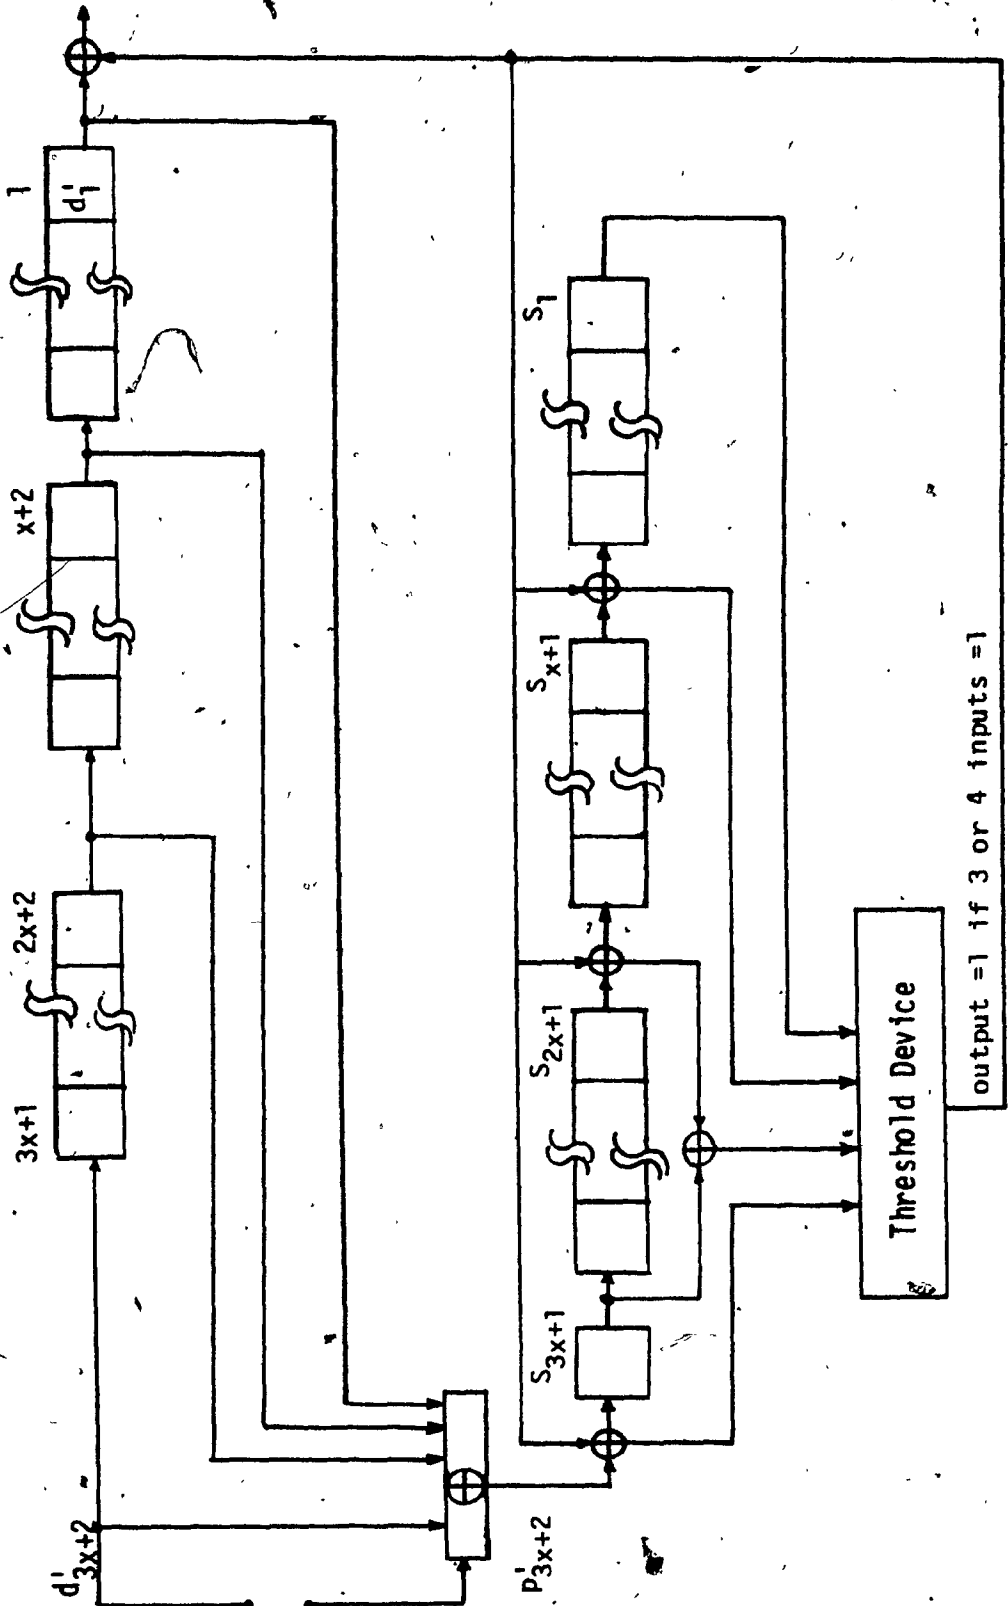 d'3x+2
3x+1
2x+2
x+2
1
d'1
p'3x+2
S3x+1
S2x+1
Sx+1
S1
Threshold Device
output =1 if 3 or 4 inputs =1